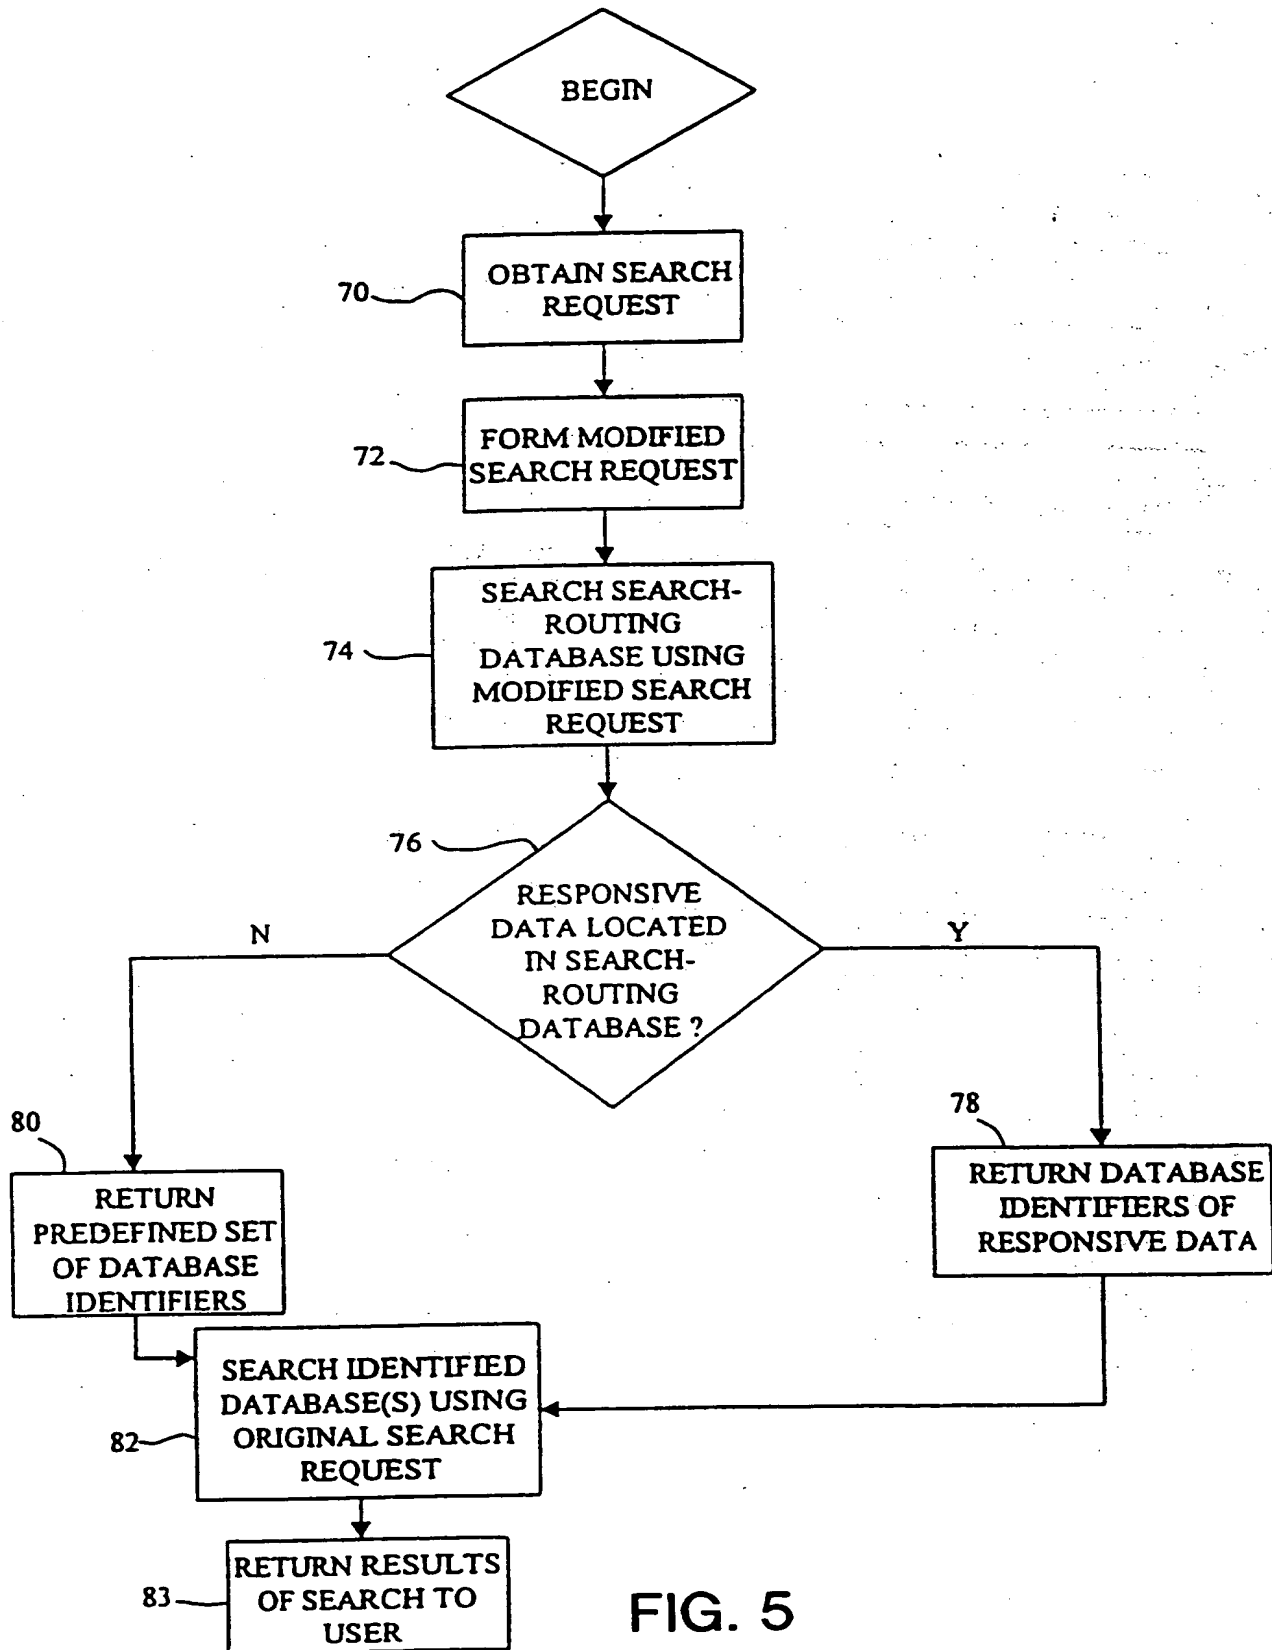 BEGIN
70
OBTAIN SEARCH
REQUEST
72
FORM MODIFIED
SEARCH REQUEST
74
SEARCH SEARCH-
ROUTING
DATABASE USING
MODIFIED SEARCH
REQUEST
76
RESPONSIVE
DATA LOCATED
IN SEARCH-
ROUTING
DATABASE ?
N
Y
80
RETURN
PREDEFINED SET
OF DATABASE
IDENTIFIERS
78
RETURN DATABASE
IDENTIFIERS OF
RESPONSIVE DATA
82
SEARCH IDENTIFIED
DATABASE(S) USING
ORIGINAL SEARCH
REQUEST
83
RETURN RESULTS
OF SEARCH TO
USER
FIG. 5